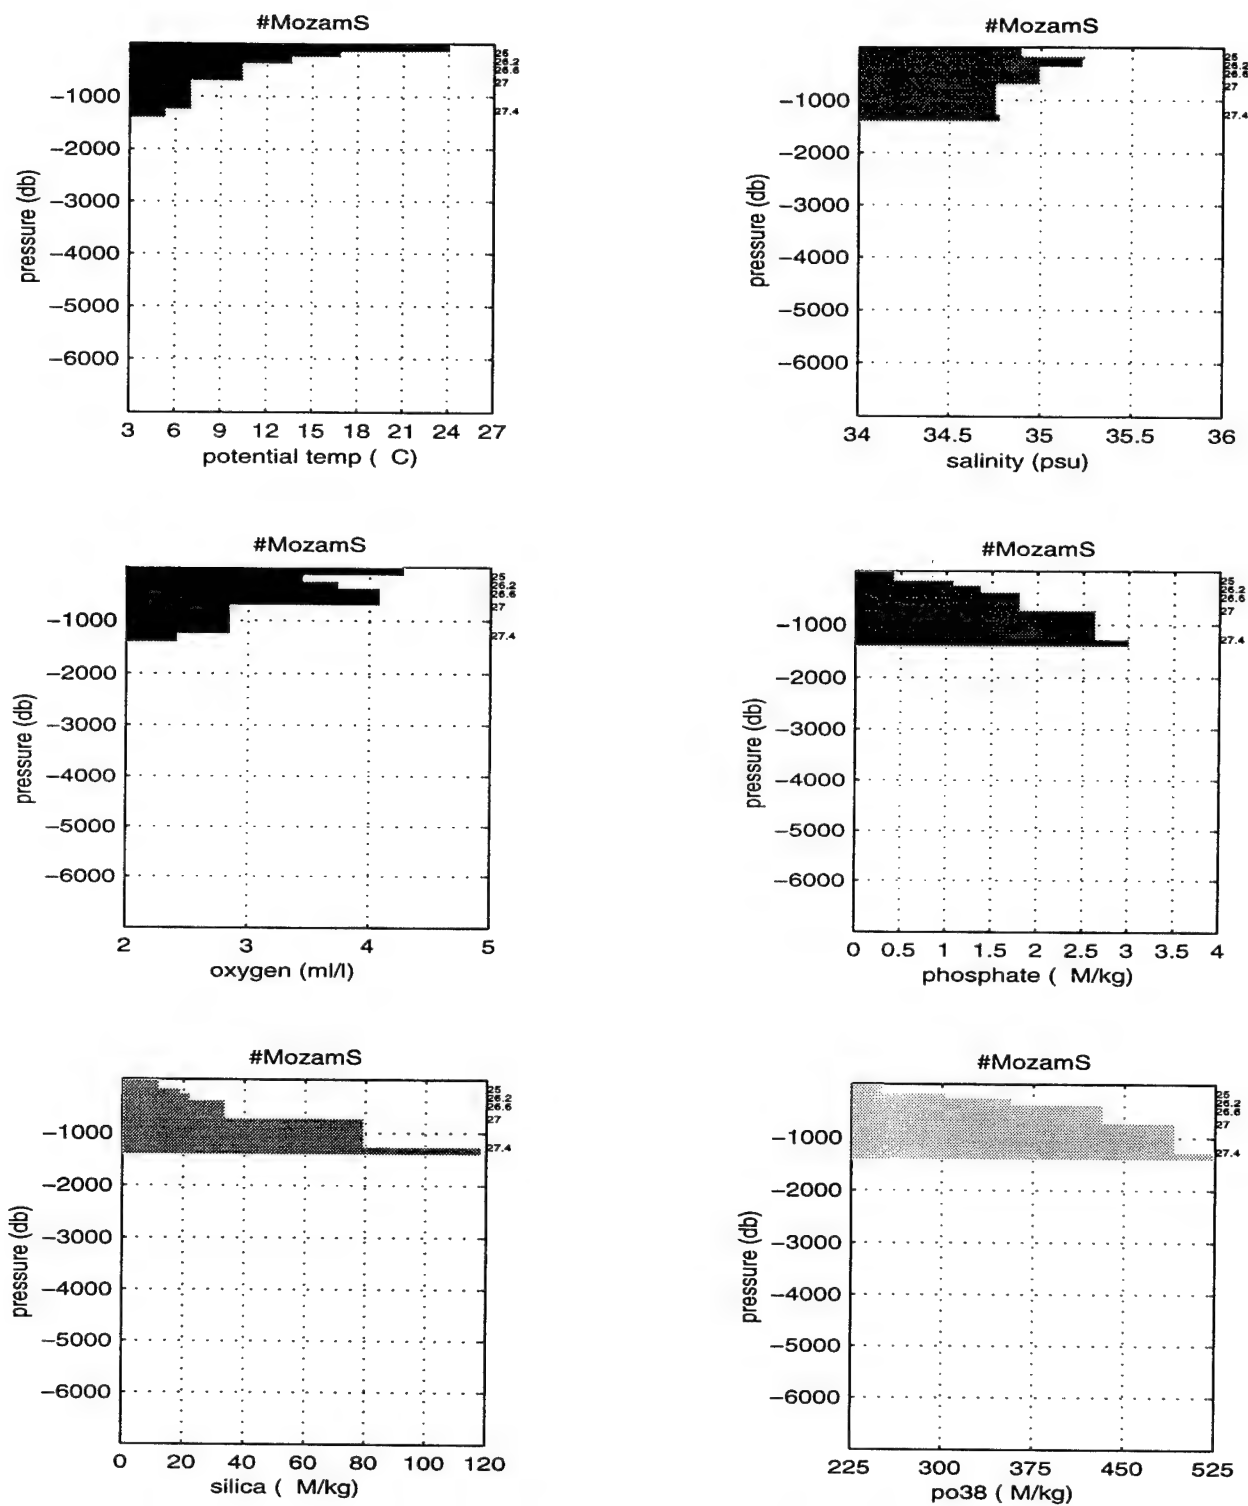 #MozamS
25
26.2
26.6
27
27.4
−1000
−2000
−3000
−4000
−5000
−6000
pressure (db)
3 6 9 12 15 18 21 24 27
potential temp ( C)
#MozamS
25
26.2
26.6
27
27.4
−1000
−2000
−3000
−4000
−5000
−6000
pressure (db)
34 34.5 35 35.5 36
salinity (psu)
#MozamS
25
26.2
26.6
27
27.4
−1000
−2000
−3000
−4000
−5000
−6000
pressure (db)
2 3 4 5
oxygen (ml/l)
#MozamS
25
26.2
26.6
27
27.4
−1000
−2000
−3000
−4000
−5000
−6000
pressure (db)
0 0.5 1 1.5 2 2.5 3 3.5 4
phosphate ( M/kg)
#MozamS
25
26.2
26.6
27
27.4
−1000
−2000
−3000
−4000
−5000
−6000
pressure (db)
0 20 40 60 80 100 120
silica ( M/kg)
#MozamS
25
26.2
26.6
27
27.4
−1000
−2000
−3000
−4000
−5000
−6000
pressure (db)
225 300 375 450 525
po38 ( M/kg)